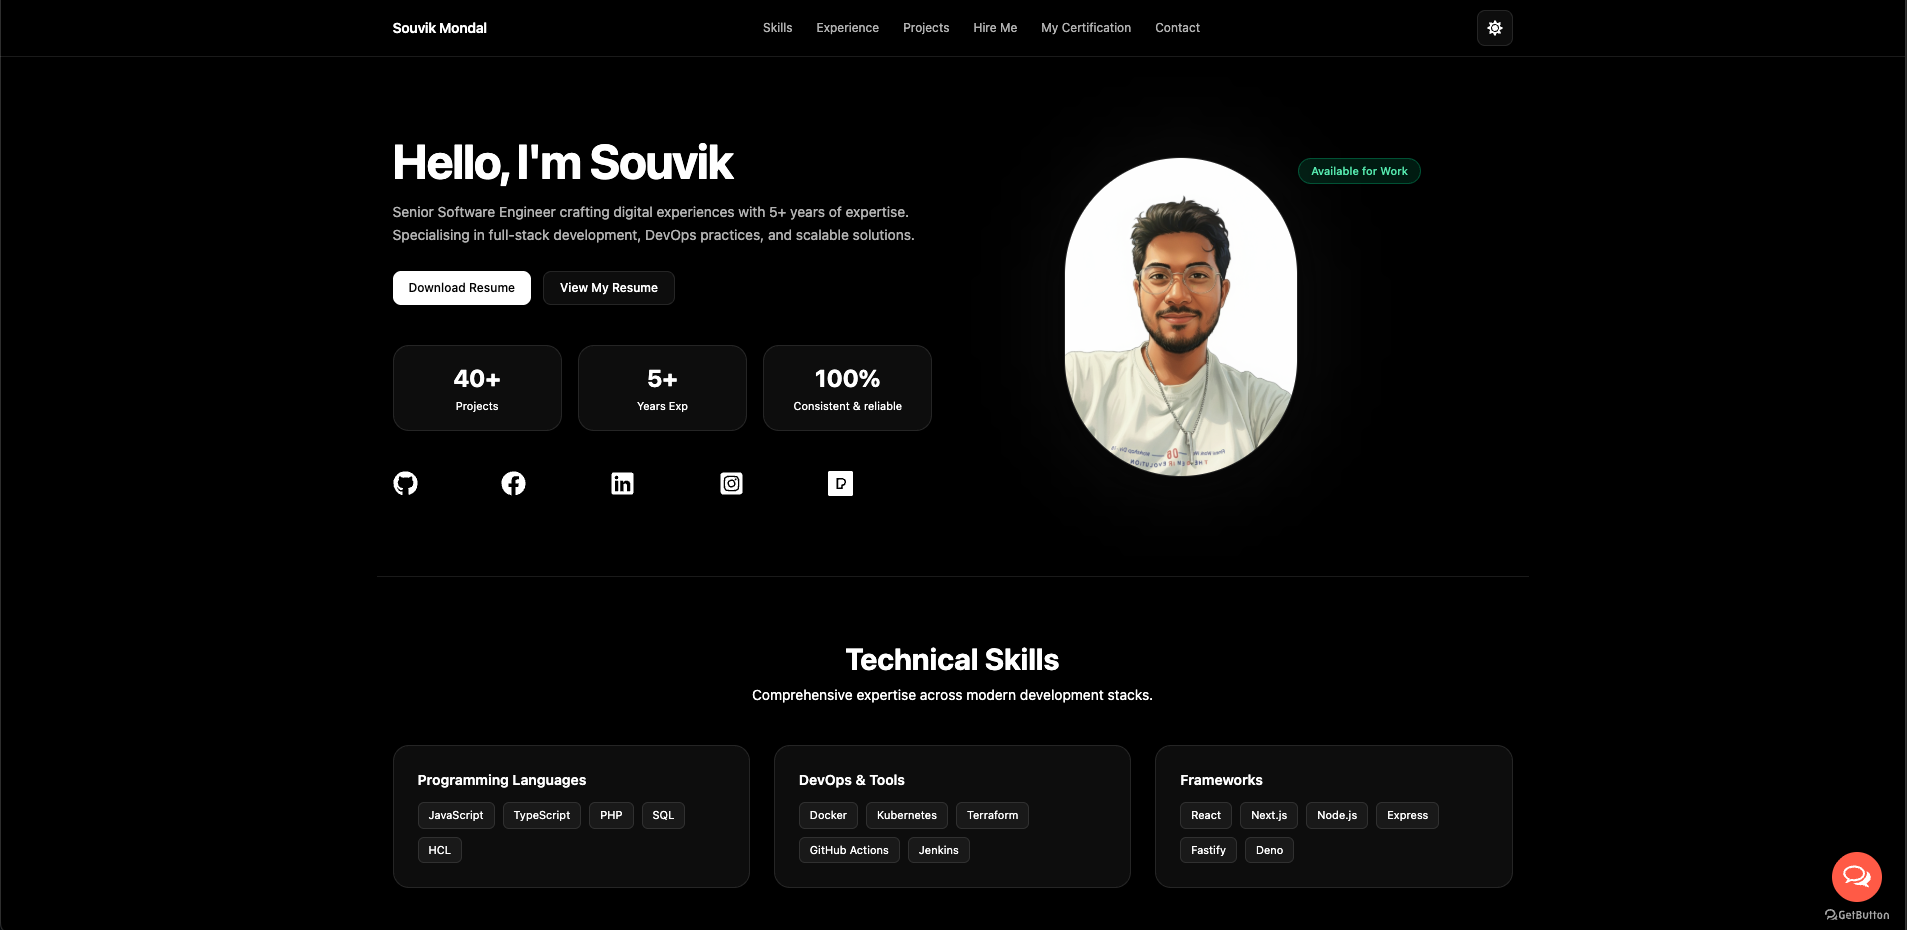 Souvik Mondal
Skills
Experience
Projects
Hire Me
My Certification
Contact
Hello, I'm Souvik
Available for Work
Senior Software Engineer crafting digital experiences with 5+ years of expertise.
Specialising in full-stack development, DevOps practices, and scalable solutions.
Download Resume
View My Resume
40+
Projects
5+
Years Exp
100%
Consistent & reliable
Technical Skills
Comprehensive expertise across modern development stacks.
Programming Languages
JavaScript
TypeScript
PHP
SQL
HCL
DevOps & Tools
Docker
Kubernetes
Terraform
GitHub Actions
Jenkins
Frameworks
React
Next.js
Node.js
Express
Fastify
Deno
GetButton